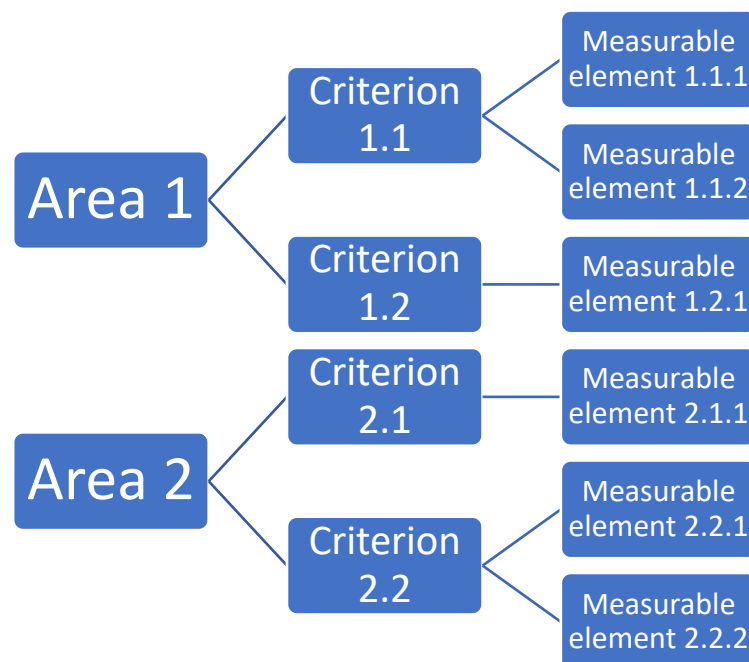 Area 1
Criterion
1.1
Measurable
element 1.1.1
Measurable
element 1.1.2
Criterion
1.2
Measurable
element 1.2.1
Area 2
Criterion
2.1
Measurable
element 2.1.1
Criterion
2.2
Measurable
element 2.2.1
Measurable
element 2.2.2